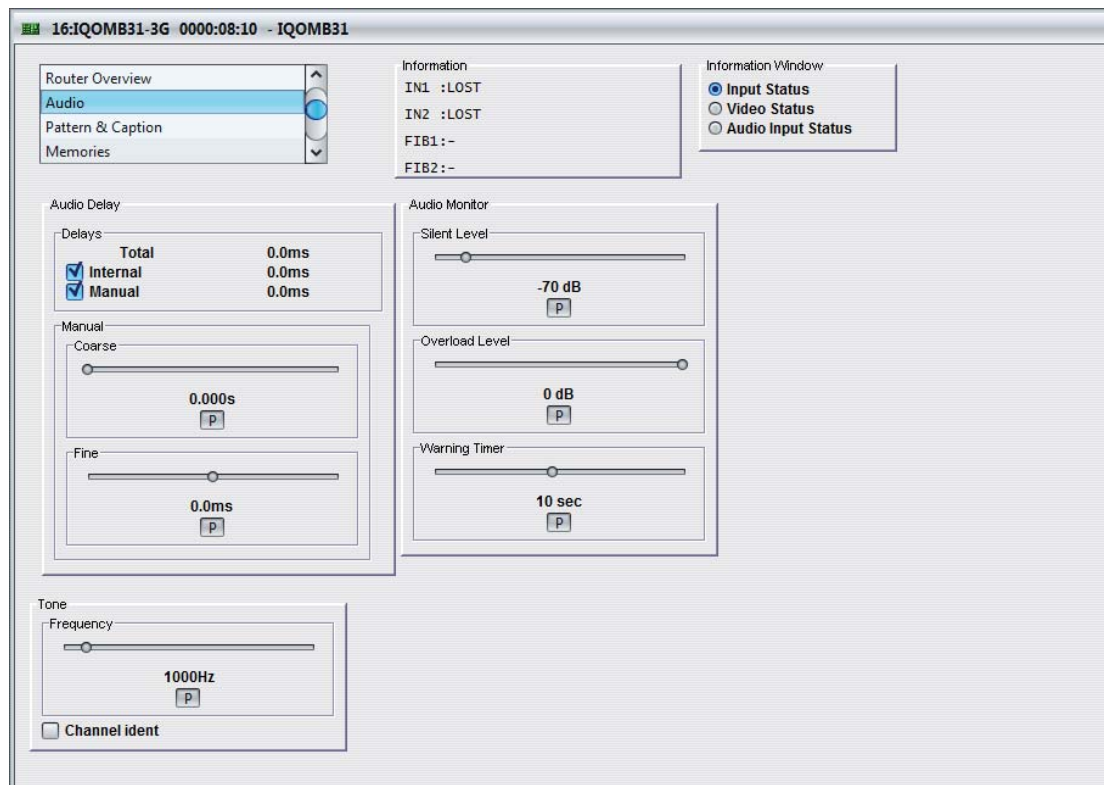 16:IQOMB31-3G 0000:08:10 - IQOMB31
Router Overview
Audio
Pattern & Caption
Memories
Information
IN1 :LOST
IN2 :LOST
FIB1:-
FIB2:-
Information Window
Input Status
Video Status
Audio Input Status
Audio Delay
Delays
Total 0.0ms
Internal 0.0ms
Manual 0.0ms
Manual
Coarse
0.000s
P
Fine
0.0ms
P
Audio Monitor
Silent Level
-70 dB
P
Overload Level
0 dB
P
Warning Timer
10 sec
P
Tone
Frequency
1000Hz
P
Channel ident